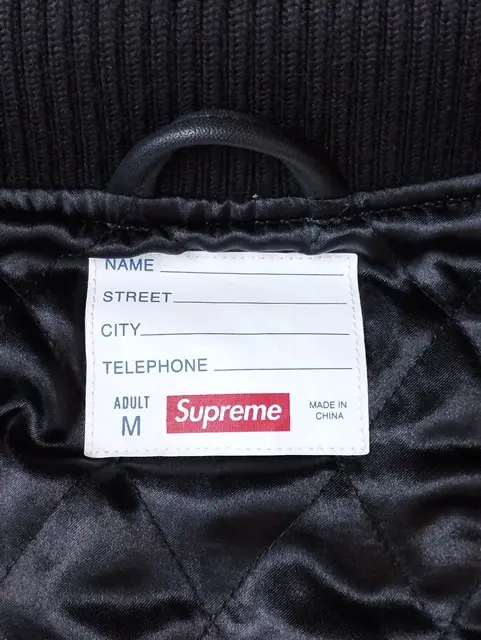 NAME
STREET
CITY
TELEPHONE
ADULT
M
Supreme
MADE IN
CHINA